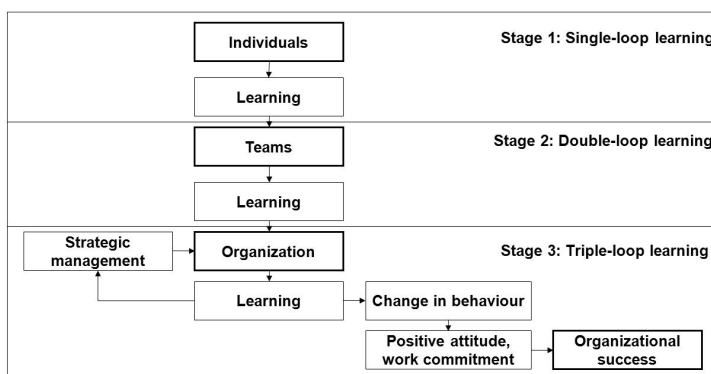 Individuals
Stage 1: Single-loop learning
Learning
Teams
Stage 2: Double-loop learning
Learning
Strategic
management
Organization
Stage 3: Triple-loop learning
Learning
Change in behaviour
Positive attitude,
work commitment
Organizational
success